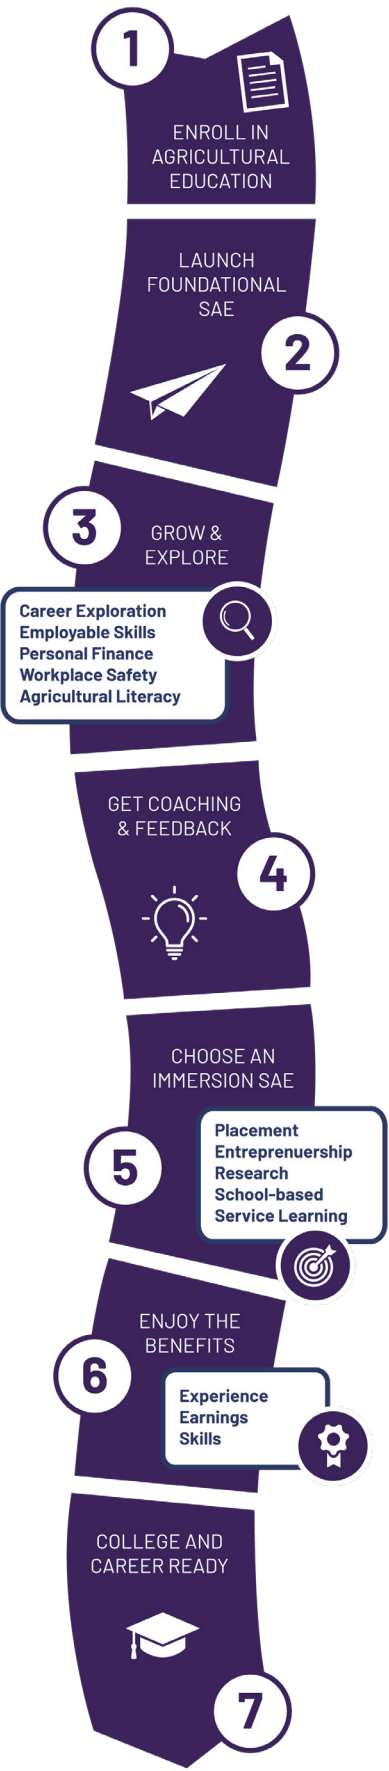 1
ENROLL IN
AGRICULTURAL
EDUCATION
LAUNCH
FOUNDATIONAL
SAE
2
3
GROW &
EXPLORE
Career Exploration
Employable Skills
Personal Finance
Workplace Safety
Agricultural Literacy
GET COACHING
& FEEDBACK
4
CHOOSE AN
IMMERSION SAE
5
Placement
Entreprenuership
Research
School-based
Service Learning
ENJOY THE
BENEFITS
6
Experience
Earnings
Skills
COLLEGE AND
CAREER READY
7